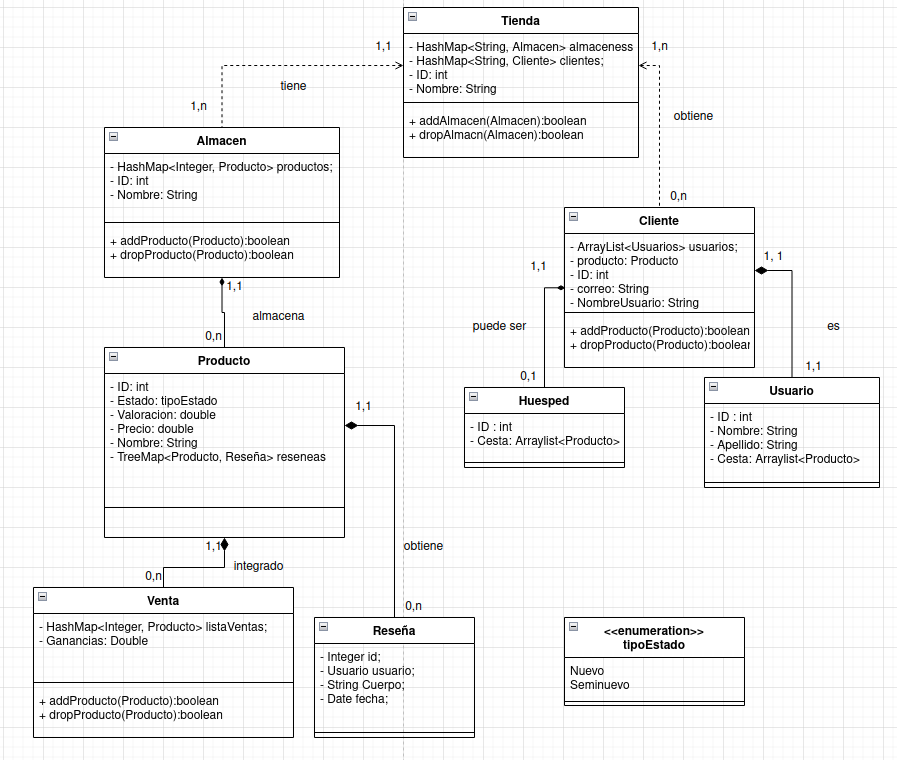 Tienda
- HashMap<String, Almacen> almaceness
- HashMap<String, Cliente> clientes;
- ID: int
- Nombre: String
+ addAlmacen(Almacen):boolean
+ dropAlmacn(Almacen):boolean
1,1
tiene
1,n
1,n
obtiene
0,n
Almacen
- HashMap<Integer, Producto> productos;
- ID: int
- Nombre: String
+ addProducto(Producto):boolean
+ dropProducto(Producto):boolean
1,1
almacena
0,n
Cliente
- ArrayList<Usuarios> usuarios;
- producto: Producto
- ID: int
- correo: String
- NombreUsuario: String
+ addProducto(Producto):boolean
+ dropProducto(Producto):boolear
1,1
puede ser
0,1
1, 1
es
1,1
Producto
- ID: int
- Estado: tipoEstado
- Valoracion: double
- Precio: double
- Nombre: String
- TreeMap<Producto, Reseña> reseneas
1,1
obtiene
0,n
Huesped
- ID : int
- Cesta: Arraylist<Producto>
Usuario
- ID : int
- Nombre: String
- Apellido: String
- Cesta: Arraylist<Producto>
1,1
integrado
0,n
Venta
- HashMap<Integer, Producto> listaVentas;
- Ganancias: Double
+ addProducto(Producto):boolean
+ dropProducto(Producto):boolean
Reseña
- Integer id;
- Usuario usuario;
- String Cuerpo;
- Date fecha;
<<enumeration>>
tipoEstado
Nuevo
Seminuevo